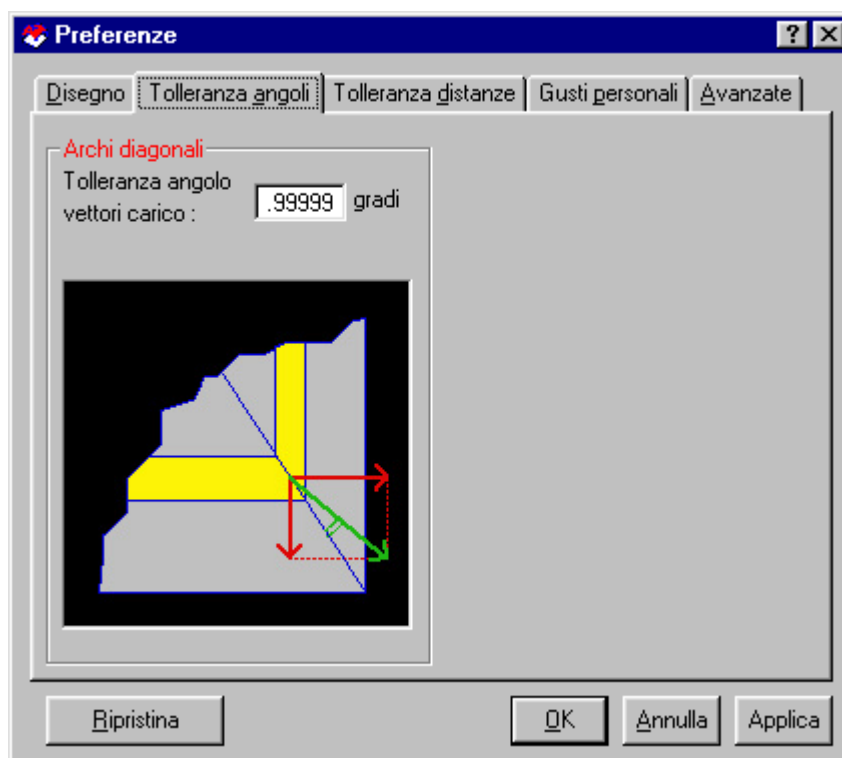 Preferenze
Disegno Tolleranza angoli Tolleranza distanze Gusti personali Avanzate
Archi diagonali
Tolleranza angolo
vettori carico : .99999 gradi
Ripristina OK Annulla Applica